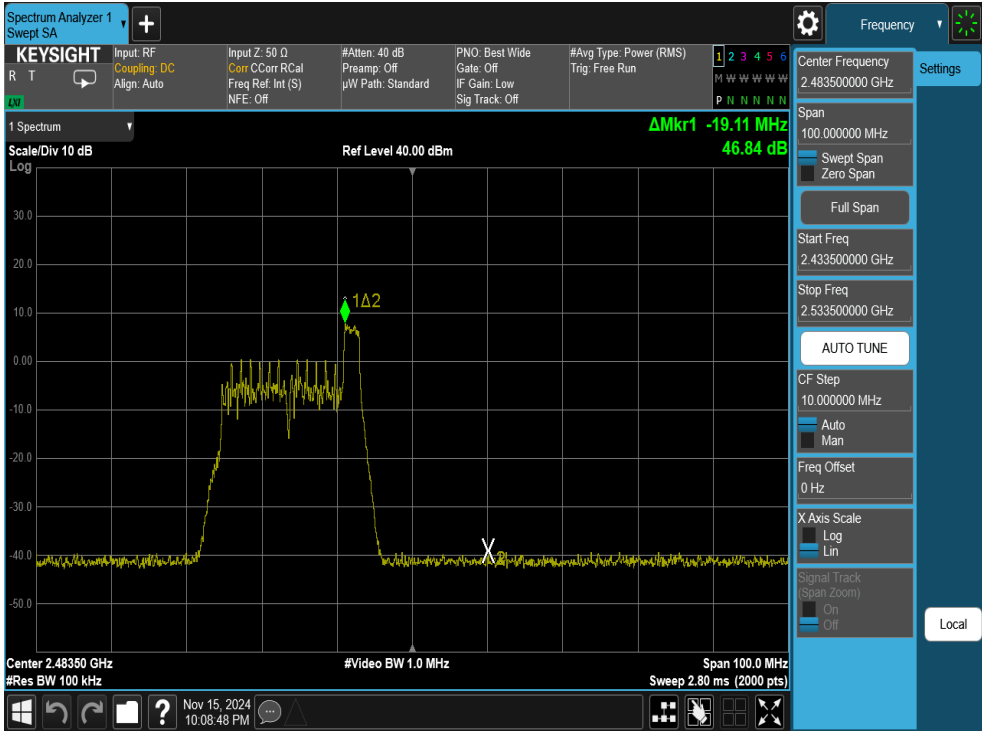 Spectrum Analyzer 1
Swept SA
+
Frequency
KEYSIGHT
R T
LXI
Input: RF
Coupling: DC
Align: Auto
Input Z: 50 Ω
Corr CCorr RCal
Freq Ref: Int (S)
NFE: Off
#Atten: 40 dB
Preamp: Off
µW Path: Standard
PNO: Best Wide
Gate: Off
IF Gain: Low
Sig Track: Off
#Avg Type: Power (RMS)
Trig: Free Run
1 2 3 4 5 6
M W W W W W
P N N N N N
1 Spectrum
Scale/Div 10 dB
Ref Level 40.00 dBm
ΔMkr1 -19.11 MHz
46.84 dB
Log
30.0
20.0
10.0
0.00
-10.0
-20.0
-30.0
-40.0
-50.0
1Δ2
2
Center 2.48350 GHz
#Res BW 100 kHz
#Video BW 1.0 MHz
Span 100.0 MHz
Sweep 2.80 ms (2000 pts)
Center Frequency
2.483500000 GHz
Settings
Span
100.000000 MHz
Swept Span
Zero Span
Full Span
Start Freq
2.433500000 GHz
Stop Freq
2.533500000 GHz
AUTO TUNE
CF Step
10.000000 MHz
Auto
Man
Freq Offset
0 Hz
X Axis Scale
Log
Lin
Signal Track
(Span Zoom)
On
Off
Local
?
Nov 15, 2024
10:08:48 PM